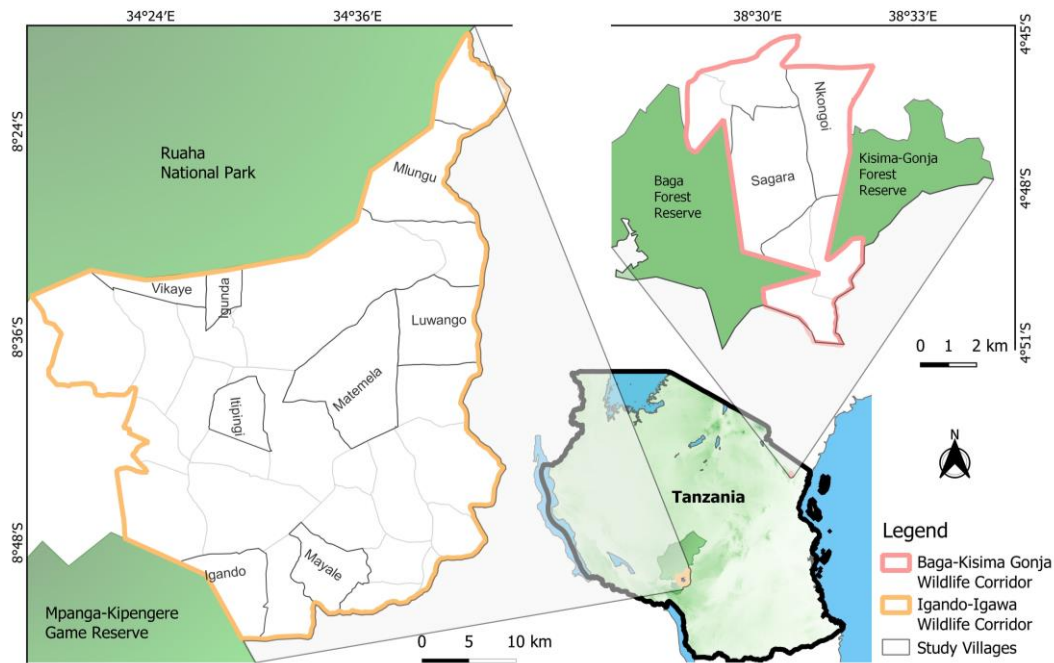 34°24'E
34°36'E
38°30'E
38°33'E
8°24'S
8°36'S
8°48'S
4°45'S
4°48'S
4°51'S
Ruaha
National Park
Mlungu
Vikaye
Igunda
Luwango
Matemela
Itipingi
Igando
Mayale
Mpanga-Kipengere
Game Reserve
0 5 10 km
Nkongoi
Sagara
Baga
Forest
Reserve
Kisima-Gonja
Forest
Reserve
0 1 2 km
Tanzania
N
Legend
Baga-Kisima Gonja
Wildlife Corridor
Igando-Igawa
Wildlife Corridor
Study Villages